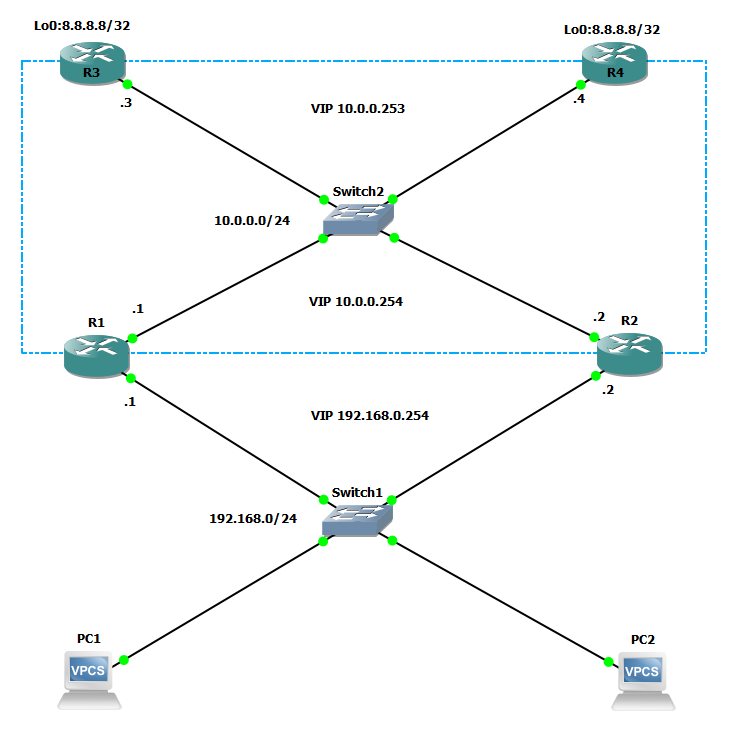 Lo0:8.8.8.8/32
Lo0:8.8.8.8/32
R3
R4
.3
.4
VIP 10.0.0.253
Switch2
10.0.0.0/24
VIP 10.0.0.254
.1
.2
R1
R2
.1
.2
VIP 192.168.0.254
Switch1
192.168.0/24
PC1
PC2
VPCS
VPCS